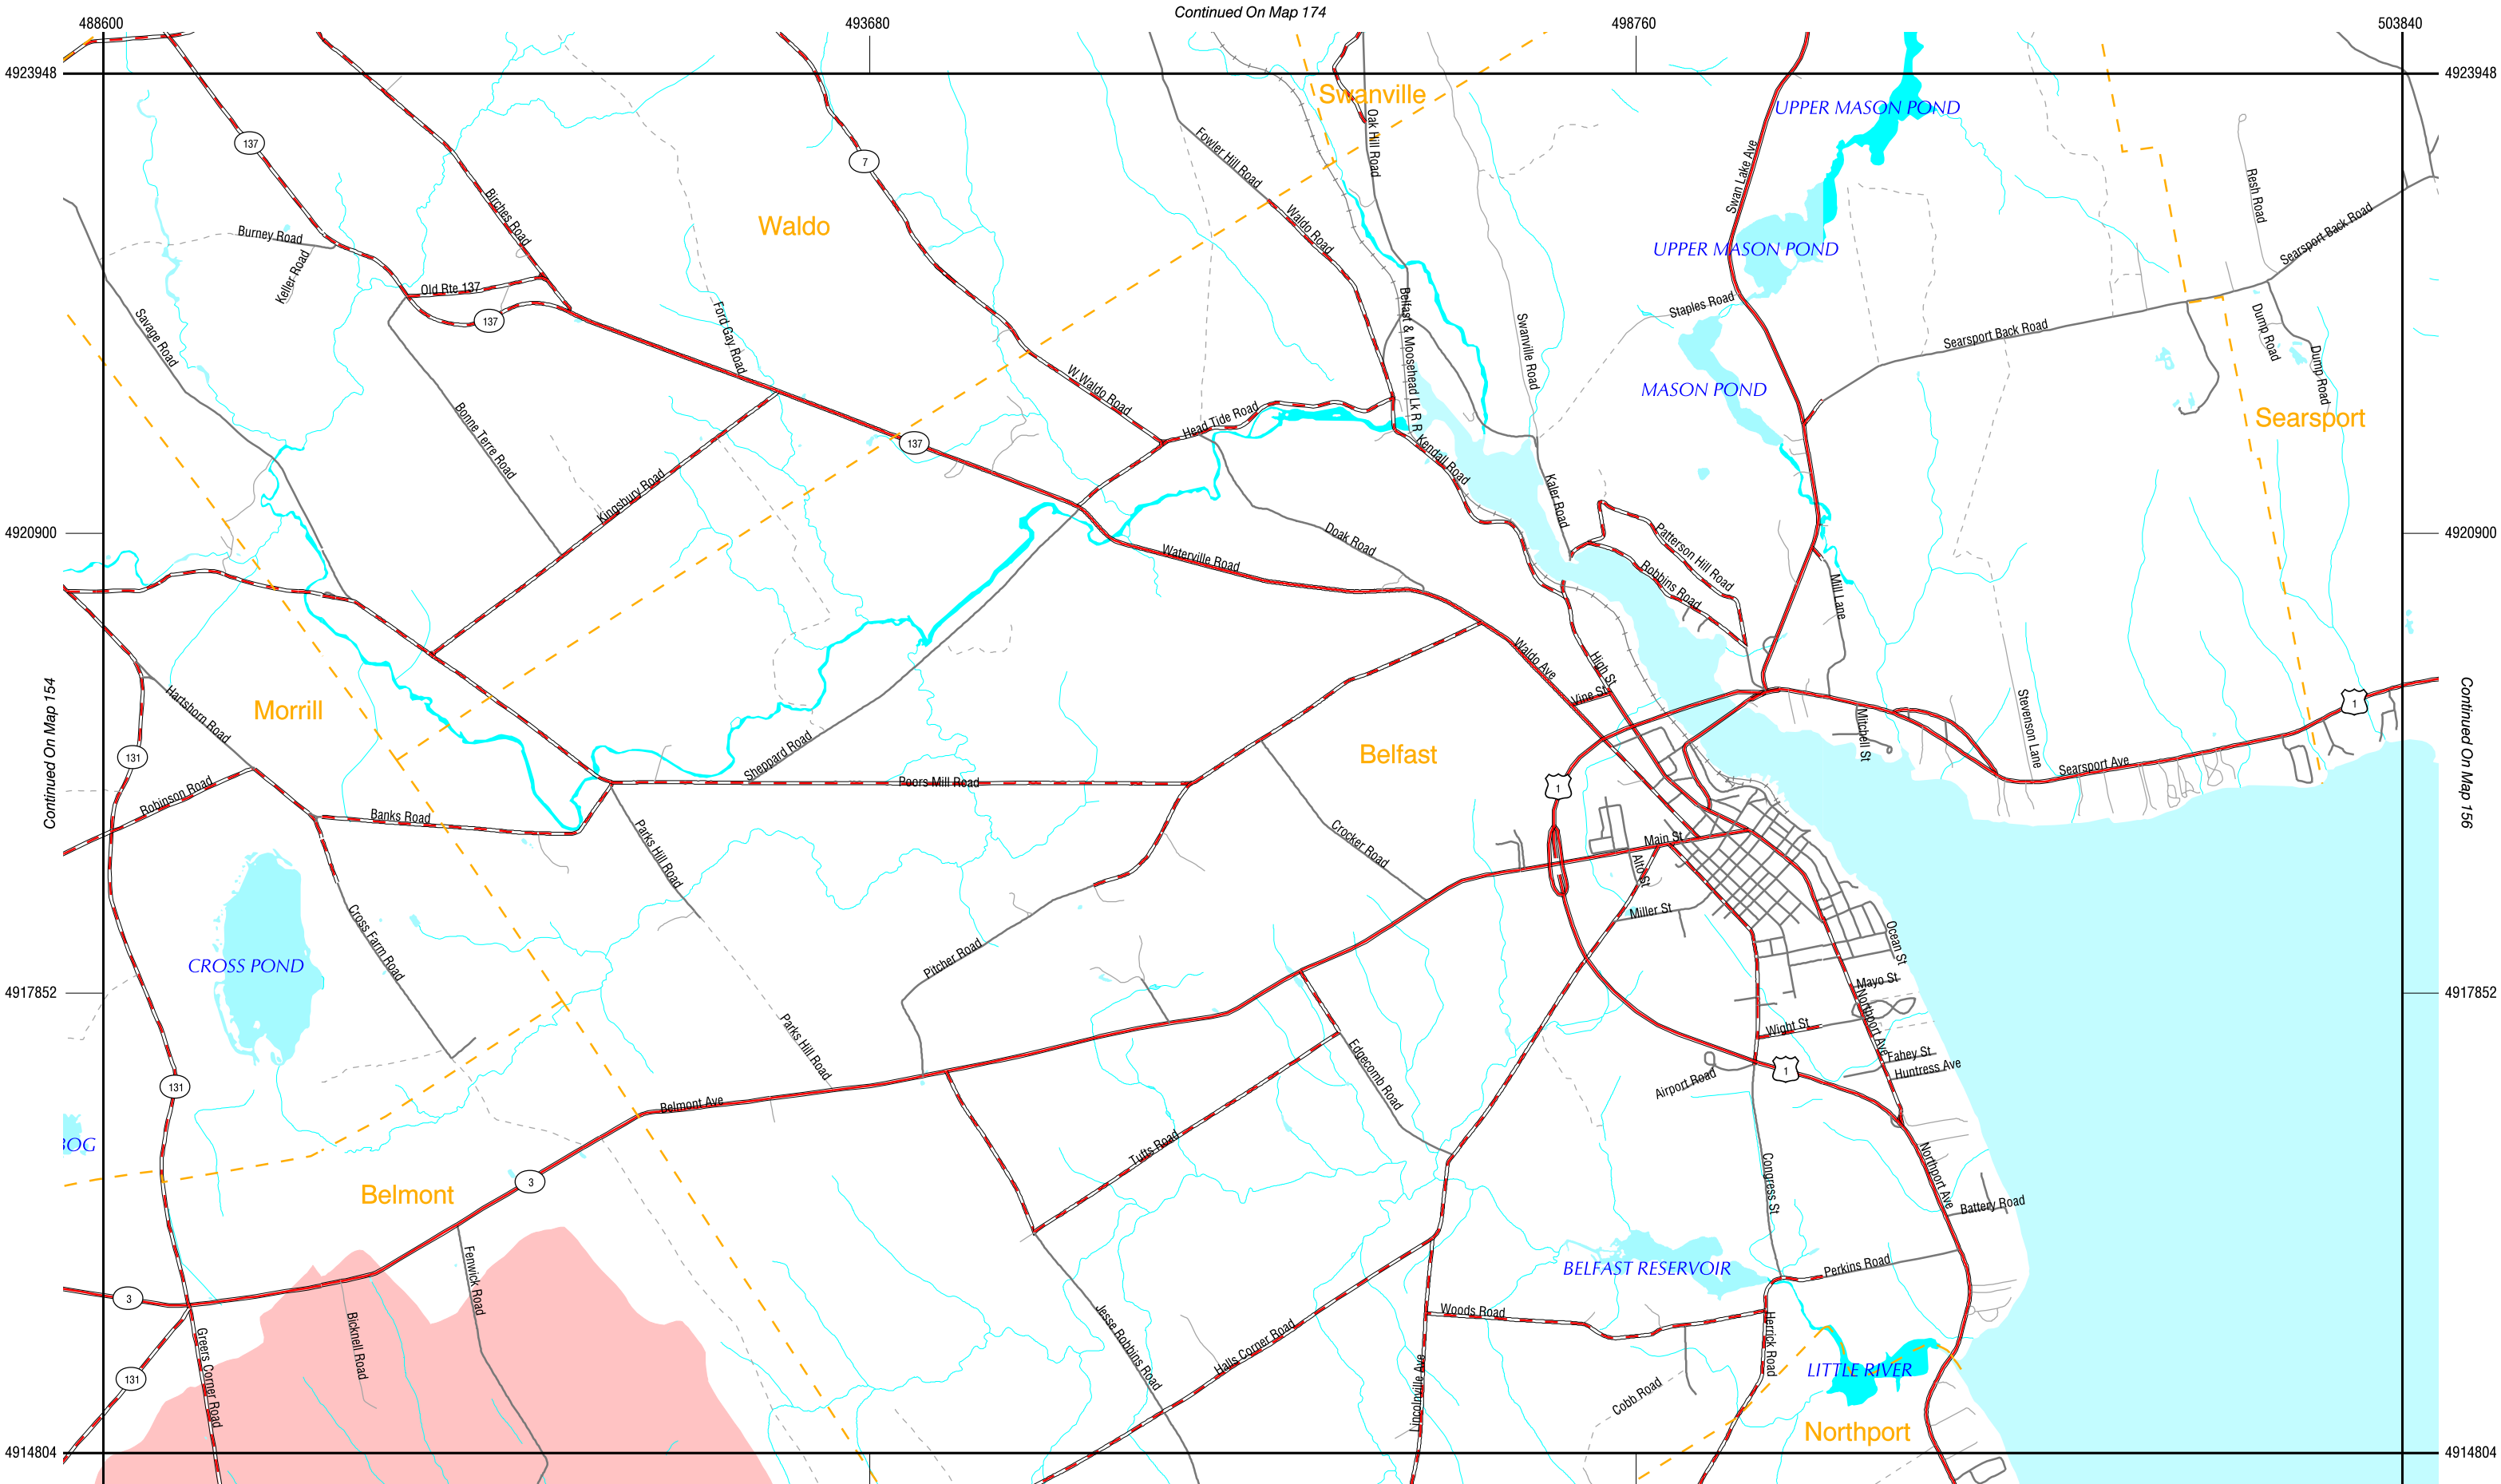 Continued On Map 174
488600
493680
498760
503840
4923948
4923948
Swanville
UPPER MASON POND
137
7
Fowler Hill Road
Oak Hill Road
Swan Lake Ave
Resh Road
Birches Road
Waldo
Waldo Road
Burney Road
Keller Road
UPPER MASON POND
Searsport Back Road
Old Rte 137
137
Savage Road
Ford Gay Road
Belfast & Moosehead Lk R R
Swanville Road
Staples Road
Searsport Back Road
Dump Road
Dump Road
W.Waldo Road
MASON POND
Bonne Terre Road
Head Tide Road
Searsport
137
Kendall Road
Kingsbury Road
Kaler Road
4920900
4920900
Doak Road
Waterville Road
Patterson Hill Road
Robbins Road
Mill Lane
Waldo Ave
High St
Vine St
Continued On Map 154
Continued On Map 156
Hartshorn Road
Morrill
Mitchell St
Stevenson Lane
1
131
Sheppard Road
Belfast
Searsport Ave
Robinson Road
Poors Mill Road
1
Banks Road
Parks Hill Road
Crocker Road
Main St
Alto St
Cross Farm Road
Miller St
Ocean St
CROSS POND
Pitcher Road
Mayo St
4917852
4917852
Northport Ave
Parks Hill Road
Wight St
Edgecomb Road
Fahey St
Huntress Ave
1
Airport Road
131
Belmont Ave
BOG
Tufts Road
Congress St
Northport Ave
Belmont
3
Battery Road
BELFAST RESERVOIR
Perkins Road
Fenwick Road
3
Bicknell Road
Jesse Robbins Road
Woods Road
Herrick Road
Greers Corner Road
Halls Corner Road
Lincolnville Ave
LITTLE RIVER
131
Cobb Road
Northport
4914804
4914804